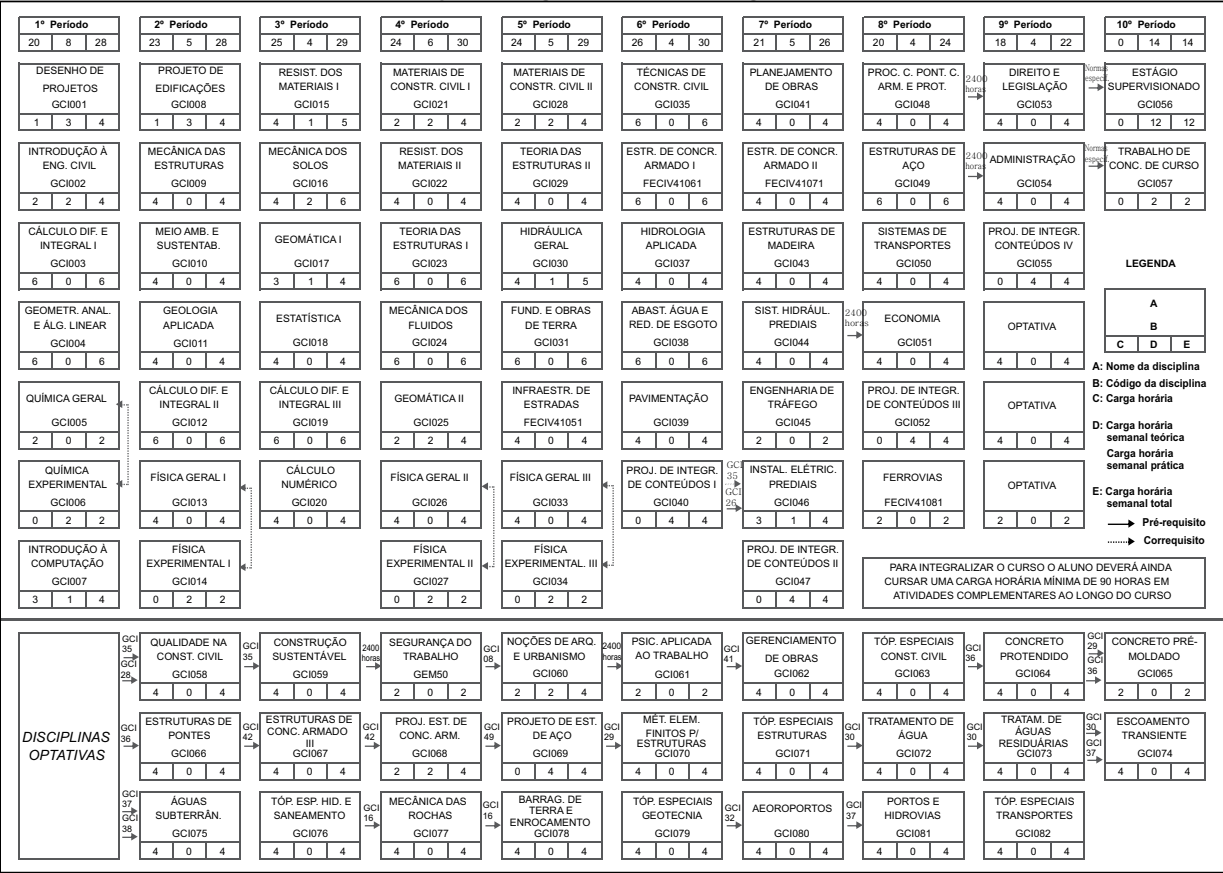 1º Período 2º Período 3º Período 4º Período 5º Período 6º Período 7º Período 8º Período 9º Período 10º Período
20 8 28 23 5 28 25 4 29 24 6 30 24 5 29 26 4 30 21 5 26 20 4 24 18 4 22 0 14 14
DESENHO DE
PROJETOS
GCI001
1 3 4
PROJETO DE
EDIFICAÇÕES
GCI008
1 3 4
RESIST. DOS
MATERIAIS I
GCI015
4 1 5
MATERIAIS DE
CONSTR. CIVIL I
GCI021
2 2 4
MATERIAIS DE
CONSTR. CIVIL II
GCI028
2 2 4
TÉCNICAS DE
CONSTR. CIVIL
GCI035
6 0 6
PLANEJAMENTO
DE OBRAS
GCI041
4 0 4
PROC. C. PONT. C.
ARM. E PROT.
GCI048
4 0 4
2400
horas
DIREITO E
LEGISLAÇÃO
GCI053
4 0 4
Normas
específ.
ESTÁGIO
SUPERVISIONADO
GCI056
0 12 12
INTRODUÇÃO À
ENG. CIVIL
GCI002
2 2 4
MECÂNICA DAS
ESTRUTURAS
GCI009
4 0 4
MECÂNICA DOS
SOLOS
GCI016
4 2 6
RESIST. DOS
MATERIAIS II
GCI022
4 0 4
TEORIA DAS
ESTRUTURAS II
GCI029
4 0 4
ESTR. DE CONCR.
ARMADO I
FECIV41061
6 0 6
ESTR. DE CONCR.
ARMADO II
FECIV41071
4 0 4
ESTRUTURAS DE
AÇO
GCI049
6 0 6
2400
horas
ADMINISTRAÇÃO
GCI054
4 0 4
Normas
específ.
TRABALHO DE
CONC. DE CURSO
GCI057
0 2 2
CÁLCULO DIF. E
INTEGRAL I
GCI003
6 0 6
MEIO AMB. E
SUSTENTAB.
GCI010
4 0 4
GEOMÁTICA I
GCI017
3 1 4
TEORIA DAS
ESTRUTURAS I
GCI023
6 0 6
HIDRÁULICA
GERAL
GCI030
4 1 5
HIDROLOGIA
APLICADA
GCI037
4 0 4
ESTRUTURAS DE
MADEIRA
GCI043
4 0 4
SISTEMAS DE
TRANSPORTES
GCI050
4 0 4
PROJ. DE INTEGR.
CONTEÚDOS IV
GCI055
0 4 4
LEGENDA
GEOMETR. ANAL.
E ÁLG. LINEAR
GCI004
6 0 6
GEOLOGIA
APLICADA
GCI011
4 0 4
ESTATÍSTICA
GCI018
4 0 4
MECÂNICA DOS
FLUIDOS
GCI024
6 0 6
FUND. E OBRAS
DE TERRA
GCI031
6 0 6
ABAST. ÁGUA E
RED. DE ESGOTO
GCI038
6 0 6
SIST. HIDRÁUL.
PREDIAIS
GCI044
4 0 4
2400
horas
ECONOMIA
GCI051
4 0 4
OPTATIVA
4 0 4
A
B
C D E
A: Nome da disciplina
B: Código da disciplina
C: Carga horária
D: Carga horária
semanal teórica
Carga horária
semanal prática
E: Carga horária
semanal total
Pré-requisito
Correquisito
QUÍMICA GERAL
GCI005
2 0 2
CÁLCULO DIF. E
INTEGRAL II
GCI012
6 0 6
CÁLCULO DIF. E
INTEGRAL III
GCI019
6 0 6
GEOMÁTICA II
GCI025
2 2 4
INFRAESTR. DE
ESTRADAS
FECIV41051
4 0 4
PAVIMENTAÇÃO
GCI039
4 0 4
ENGENHARIA DE
TRÁFEGO
GCI045
2 0 2
PROJ. DE INTEGR.
DE CONTEÚDOS III
GCI052
0 4 4
OPTATIVA
4 0 4
QUÍMICA
EXPERIMENTAL
GCI006
0 2 2
FÍSICA GERAL I
GCI013
4 0 4
CÁLCULO
NUMÉRICO
GCI020
4 0 4
FÍSICA GERAL II
GCI026
4 0 4
FÍSICA GERAL III
GCI033
4 0 4
PROJ. DE INTEGR.
DE CONTEÚDOS I
GCI040
0 4 4
GCI
35
GCI
26
INSTAL. ELÉTRIC.
PREDIAIS
GCI046
3 1 4
FERROVIAS
FECIV41081
2 0 2
OPTATIVA
2 0 2
INTRODUÇÃO À
COMPUTAÇÃO
GCI007
3 1 4
FÍSICA
EXPERIMENTAL I
GCI014
0 2 2
FÍSICA
EXPERIMENTAL II
GCI027
0 2 2
FÍSICA
EXPERIMENTAL. III
GCI034
0 2 2
PROJ. DE INTEGR.
DE CONTEÚDOS II
GCI047
0 4 4
PARA INTEGRALIZAR O CURSO O ALUNO DEVERÁ AINDA
CURSAR UMA CARGA HORÁRIA MÍNIMA DE 90 HORAS EM
ATIVIDADES COMPLEMENTARES AO LONGO DO CURSO
DISCIPLINAS
OPTATIVAS
GCI
35
GCI
28
QUALIDADE NA
CONST. CIVIL
GCI058
4 0 4
GCI
35
CONSTRUÇÃO
SUSTENTÁVEL
GCI059
4 0 4
2400
horas
SEGURANÇA DO
TRABALHO
GEM50
2 0 2
GCI
08
NOÇÕES DE ARQ.
E URBANISMO
GCI060
2 2 4
2400
horas
PSIC. APLICADA
AO TRABALHO
GCI061
2 0 2
GCI
41
GERENCIAMENTO
DE OBRAS
GCI062
4 0 4
TÓP. ESPECIAIS
CONST. CIVIL
GCI063
4 0 4
GCI
36
CONCRETO
PROTENDIDO
GCI064
4 0 4
GCI
29
GCI
36
CONCRETO PRÉ-
MOLDADO
GCI065
2 0 2
GCI
36
ESTRUTURAS DE
PONTES
GCI066
4 0 4
GCI
42
ESTRUTURAS DE
CONC. ARMADO
III
GCI067
4 0 4
GCI
42
PROJ. EST. DE
CONC. ARM.
GCI068
2 2 4
GCI
49
PROJETO DE EST.
DE AÇO
GCI069
0 4 4
GCI
29
MÉT. ELEM.
FINITOS P/
ESTRUTURAS
GCI070
4 0 4
TÓP. ESPECIAIS
ESTRUTURAS
GCI071
4 0 4
GCI
30
TRATAMENTO DE
ÁGUA
GCI072
4 0 4
GCI
30
TRATAM. DE
ÁGUAS
RESIDUÁRIAS
GCI073
4 0 4
GCI
30
GCI
37
ESCOAMENTO
TRANSIENTE
GCI074
4 0 4
GCI
37
GCI
38
ÁGUAS
SUBTERRÂN.
GCI075
4 0 4
TÓP. ESP. HID. E
SANEAMENTO
GCI076
4 0 4
GCI
16
MECÂNICA DAS
ROCHAS
GCI077
4 0 4
GCI
16
BARRAG. DE
TERRA E
ENROCAMENTO
GCI078
4 0 4
TÓP. ESPECIAIS
GEOTECNIA
GCI079
4 0 4
GCI
32
AEOROPORTOS
GCI080
4 0 4
GCI
37
PORTOS E
HIDROVIAS
GCI081
4 0 4
TÓP. ESPECIAIS
TRANSPORTES
GCI082
4 0 4